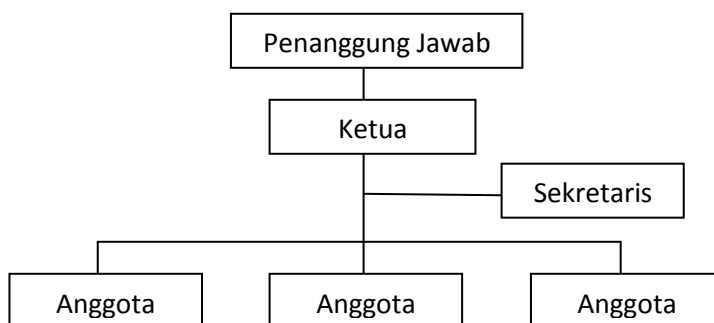 Penanggung Jawab
Ketua
Sekretaris
Anggota
Anggota
Anggota